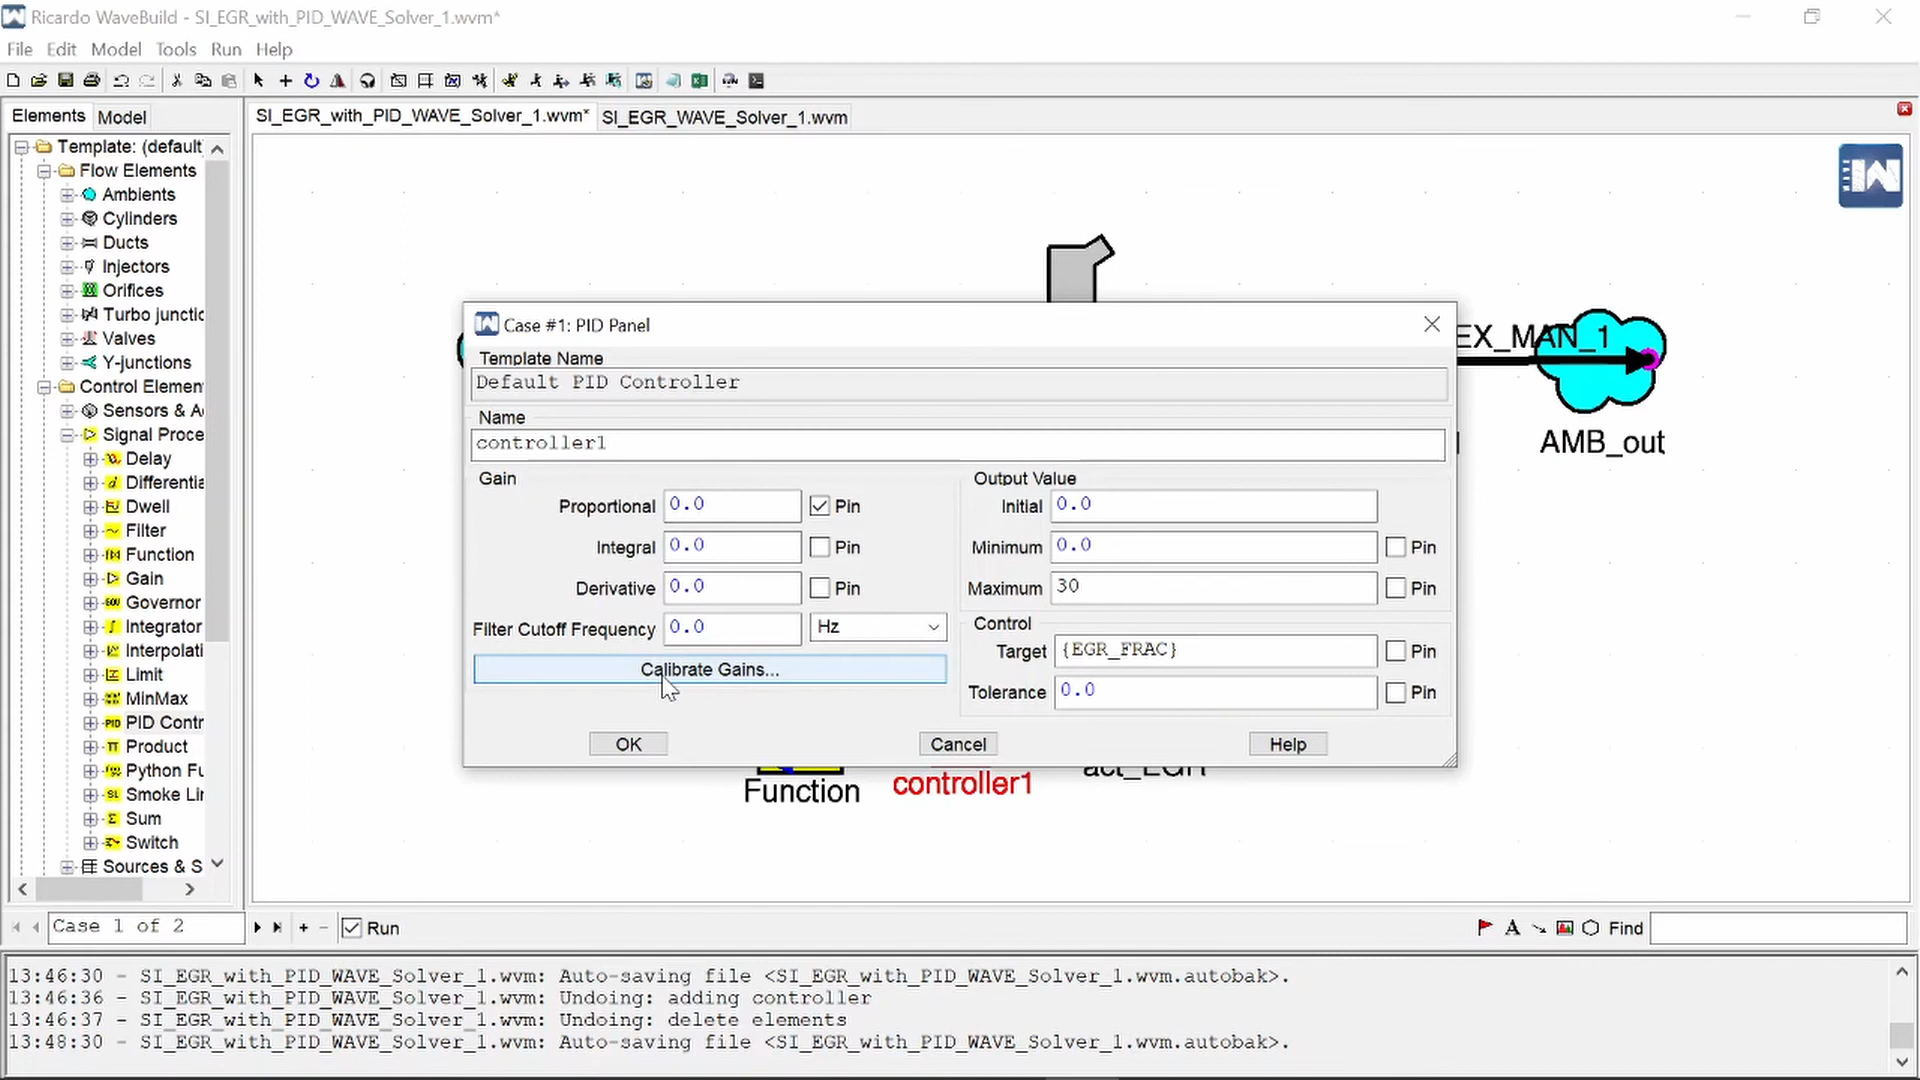 Ricardo WaveBuild - SI_EGR_with_PID_WAVE_Solver_1.wvm*
File Edit Model Tools Run Help
Elements Model
SI_EGR_with_PID_WAVE_Solver_1.wvm* SI_EGR_WAVE_Solver_1.wvm
Template: (default
Flow Elements
Ambients
Cylinders
Ducts
Injectors
Orifices
Turbo junctic
Valves
Y-junctions
Control Elemen
Sensors & A
Signal Proce
Delay
Differentia
Dwell
Filter
Function
Gain
Governor
Integrator
Interpolati
Limit
MinMax
PID Contr
Product
Python Fu
Smoke Lir
Sum
Switch
Sources & S
EX_MAN_1
AMB_out
Case #1: PID Panel
Template Name
Default PID Controller
Name
controller1
Gain
Proportional 0.0 Pin
Integral 0.0 Pin
Derivative 0.0 Pin
Filter Cutoff Frequency 0.0 Hz
Calibrate Gains...
Output Value
Initial 0.0
Minimum 0.0 Pin
Maximum 30 Pin
Control
Target {EGR_FRAC} Pin
Tolerance 0.0 Pin
OK Cancel Help
Function controller1 act_EGR
Case 1 of 2 Run Find
13:46:30 - SI_EGR_with_PID_WAVE_Solver_1.wvm: Auto-saving file <SI_EGR_with_PID_WAVE_Solver_1.wvm.autobak>.
13:46:36 - SI_EGR_with_PID_WAVE_Solver_1.wvm: Undoing: adding controller
13:46:37 - SI_EGR_with_PID_WAVE_Solver_1.wvm: Undoing: delete elements
13:48:30 - SI_EGR_with_PID_WAVE_Solver_1.wvm: Auto-saving file <SI_EGR_with_PID_WAVE_Solver_1.wvm.autobak>.